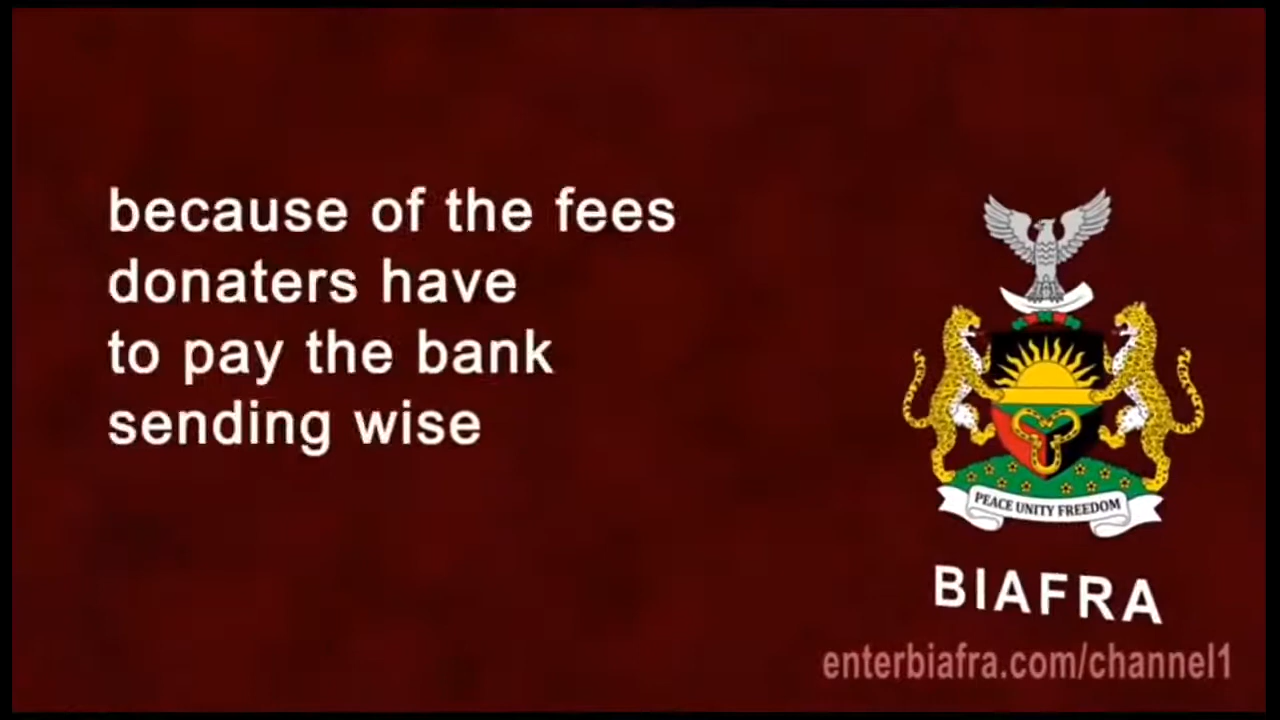 because of the fees
donaters have
to pay the bank
sending wise
PEACE UNITY FREEDOM
BIAFRA
enterbiafra.com/channel1